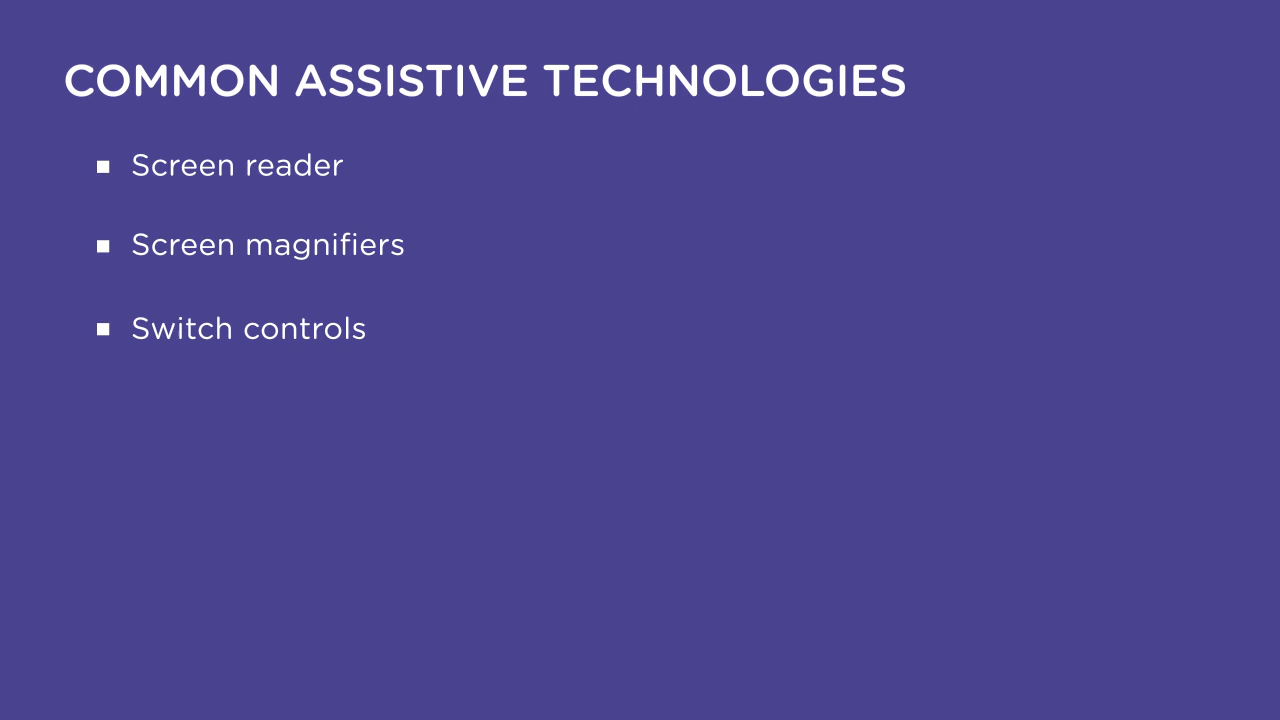 COMMON ASSISTIVE TECHNOLOGIES
Screen reader
Screen magnifiers
Switch controls